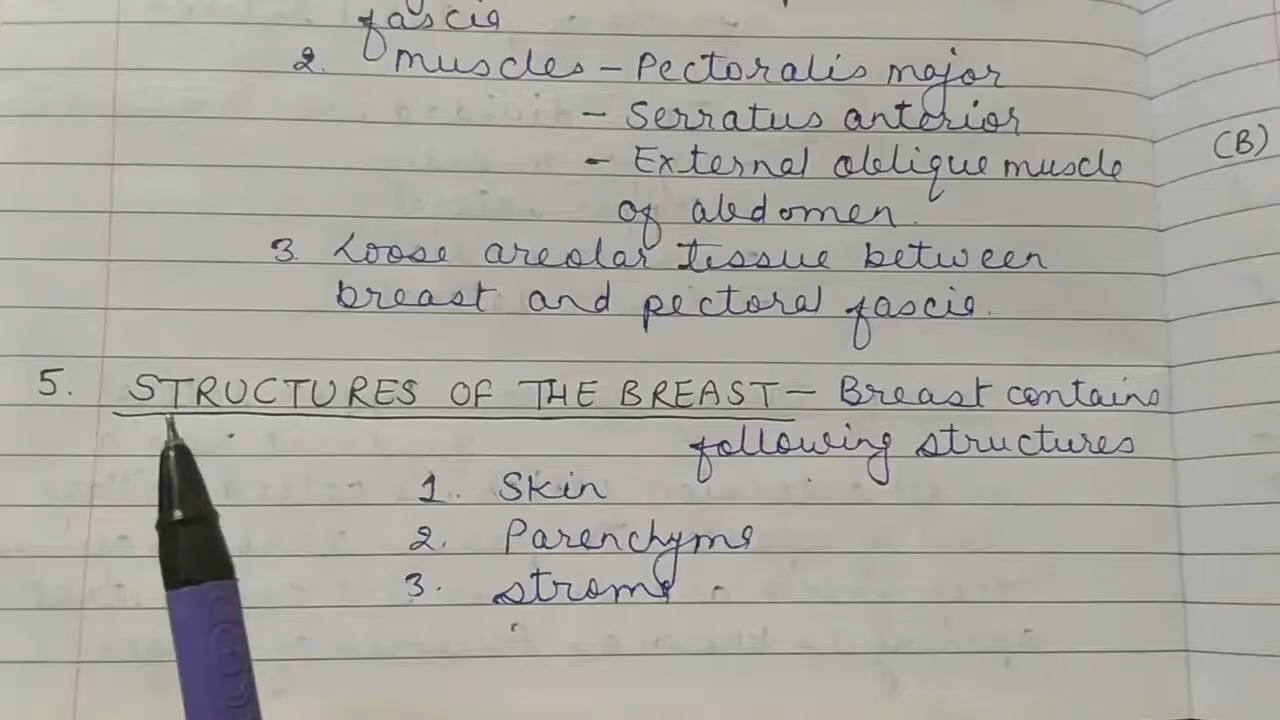 fascia
2. muscles - Pectoralis major
- Serratus anterior
- External oblique muscle
of abdomen.
3. Loose areolar tissue between
breast and pectoral fascia.
5. STRUCTURES OF THE BREAST - Breast contains
following structures
1. Skin
2. Parenchyma
3. stroma
(B)